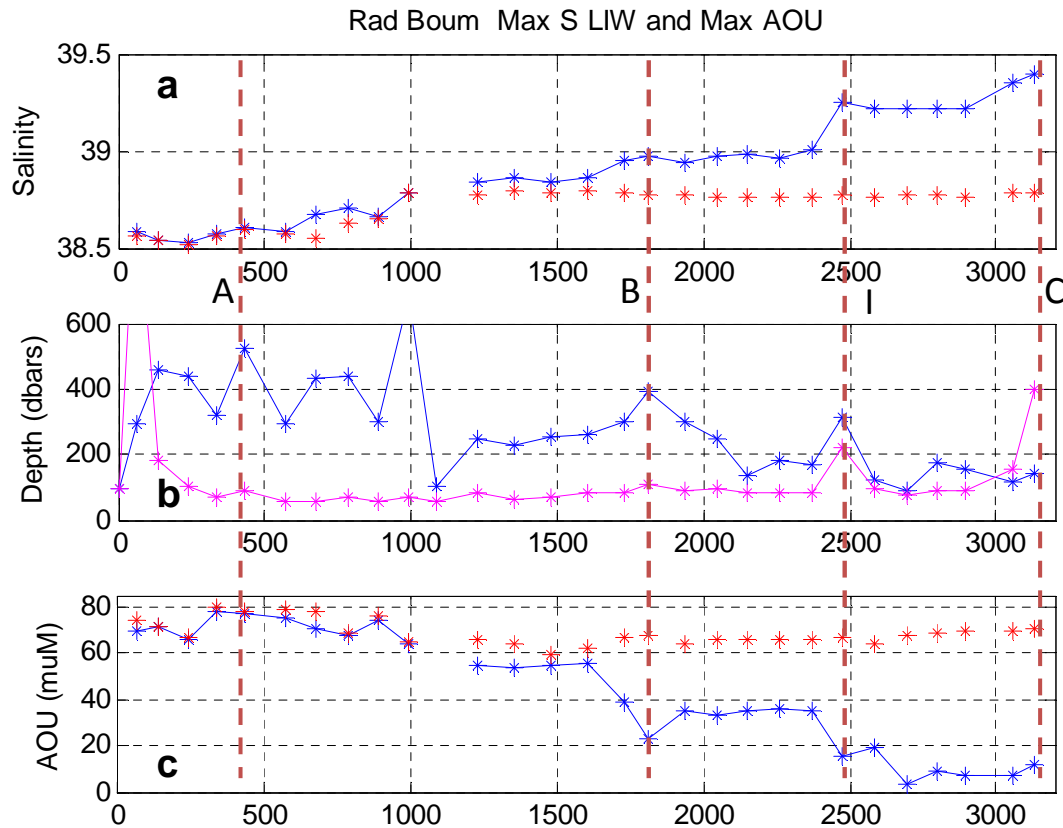 Rad Boum Max S LIW and Max AOU
39.5
a
Salinity
39
38.5
0 500 1000 1500 2000 2500 3000
A B I C
600
Depth (dbars)
400
200
b
0
0 500 1000 1500 2000 2500 3000
80
AOU (muM)
60
40
20
c
0
0 500 1000 1500 2000 2500 3000